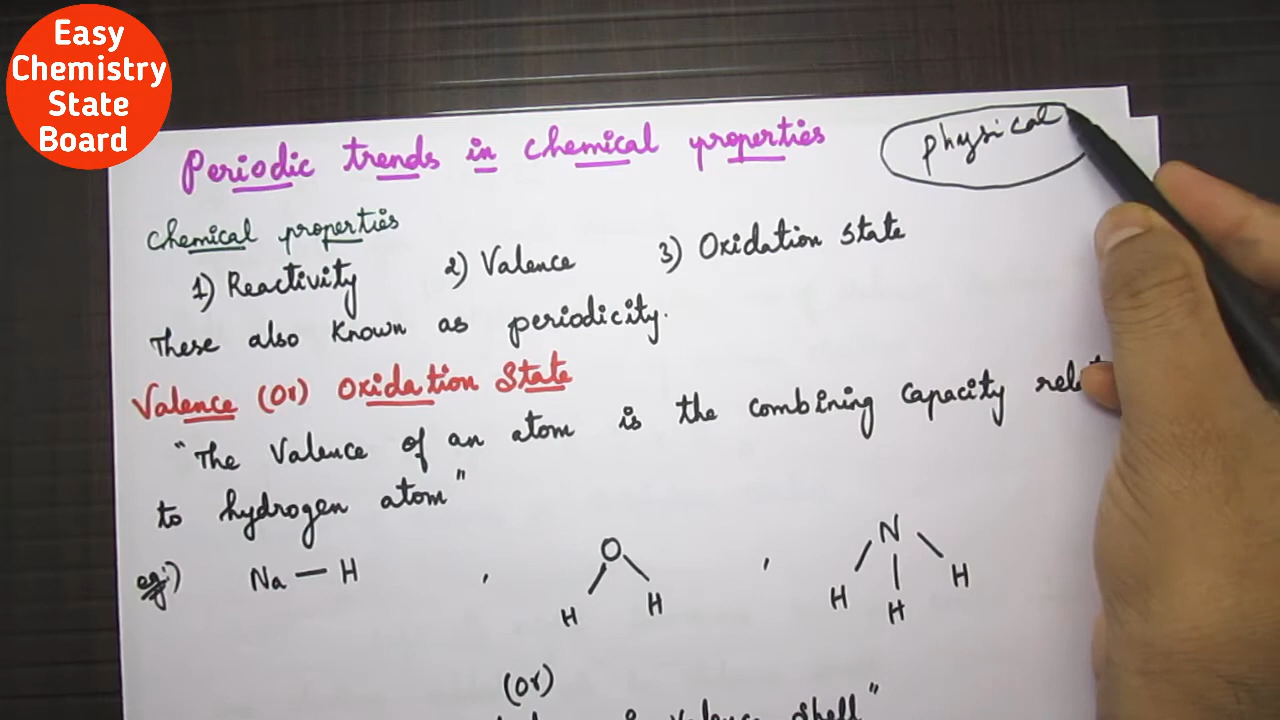 Easy
Chemistry
State
Board
Periodic trends in chemical properties
physical
Chemical properties
1) Reactivity 2) Valence 3) Oxidation State
These also known as periodicity.
Valence (or) Oxidation State
"The Valence of an atom is the combining capacity
to hydrogen atom"
eg:) Na — H , O , N
H H H H H
(or)
valence shell"